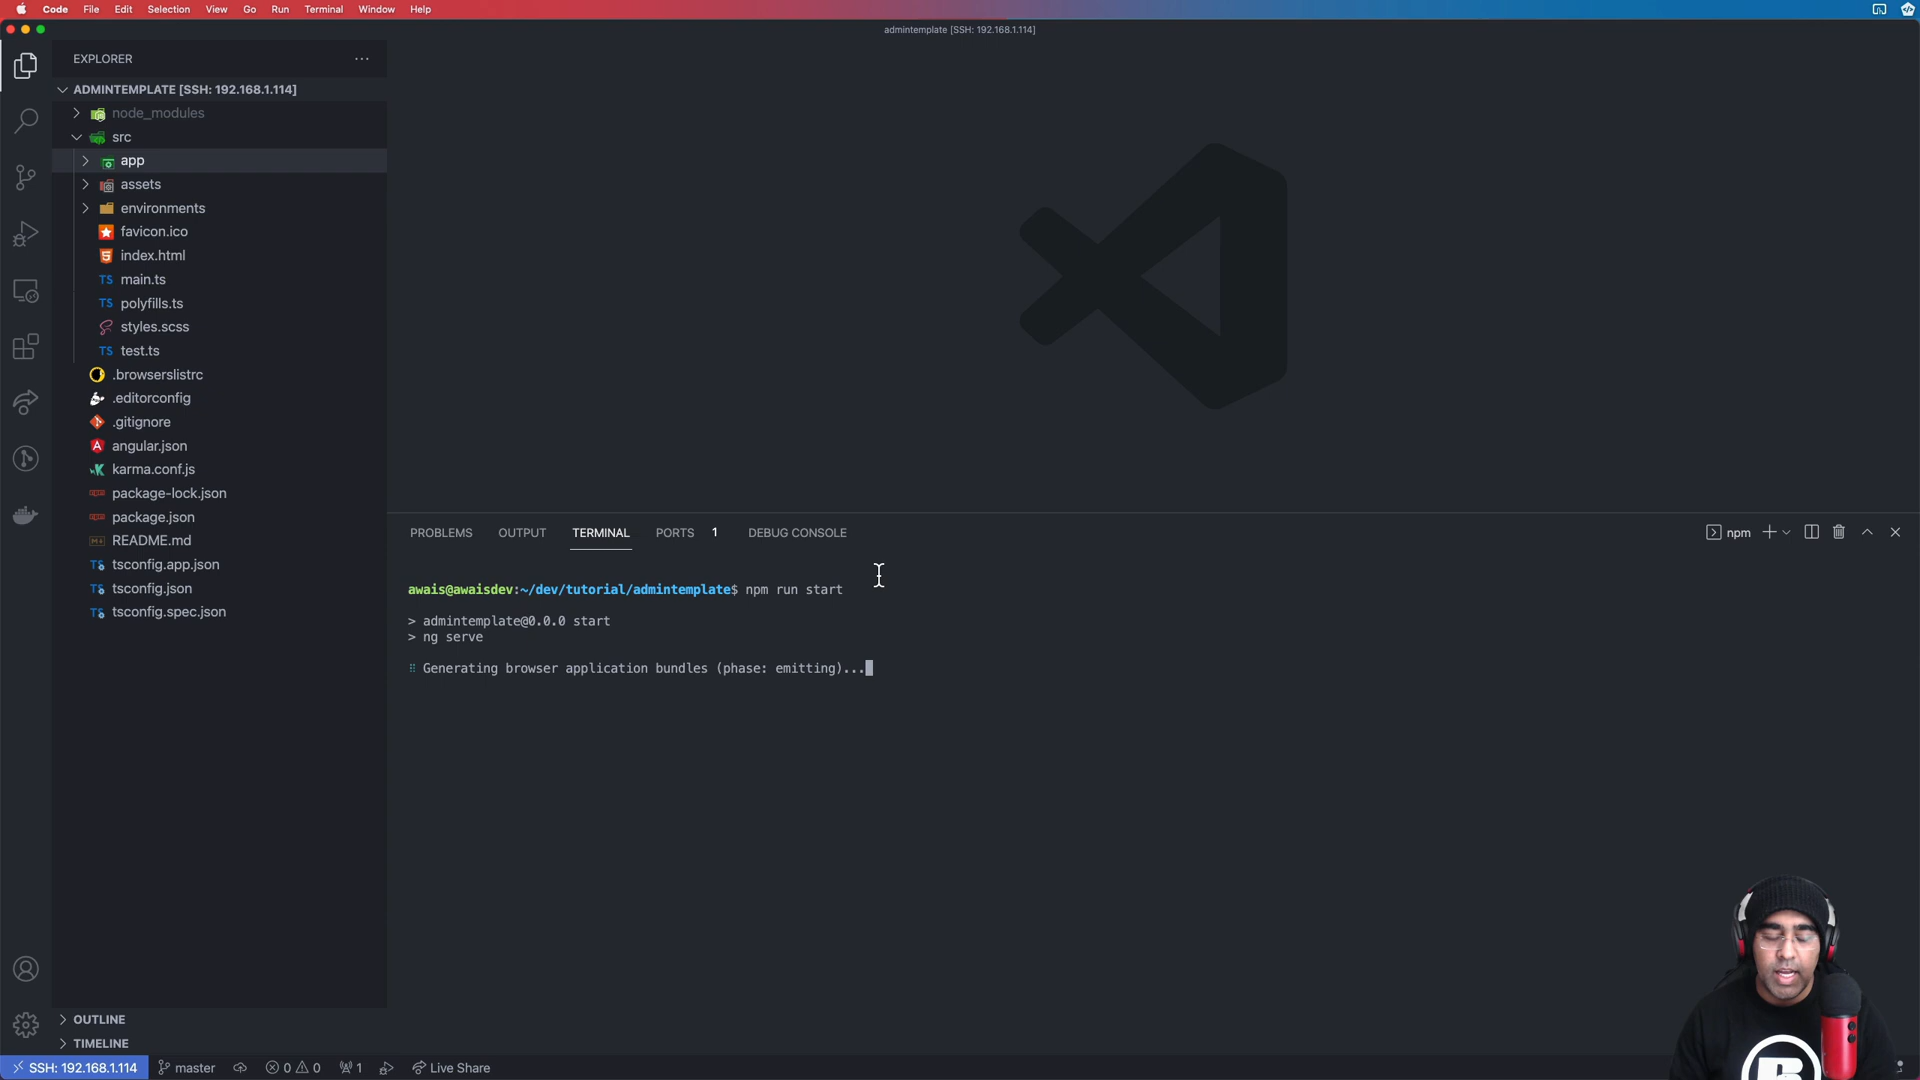 Code File Edit Selection View Go Run Terminal Window Help
admintemplate [SSH: 192.168.1.114]
EXPLORER
ADMINTEMPLATE [SSH: 192.168.1.114]
node_modules
src
app
assets
environments
favicon.ico
index.html
TS main.ts
TS polyfills.ts
styles.scss
TS test.ts
.browserslistrc
.editorconfig
.gitignore
angular.json
karma.conf.js
package-lock.json
package.json
README.md
tsconfig.app.json
tsconfig.json
tsconfig.spec.json
OUTLINE
TIMELINE
PROBLEMS OUTPUT TERMINAL PORTS 1 DEBUG CONSOLE
npm
awais@awaisdev:~/dev/tutorial/admintemplate$ npm run start
> admintemplate@0.0.0 start
> ng serve
⠿ Generating browser application bundles (phase: emitting)...
SSH: 192.168.1.114 master 0 0 1 Live Share